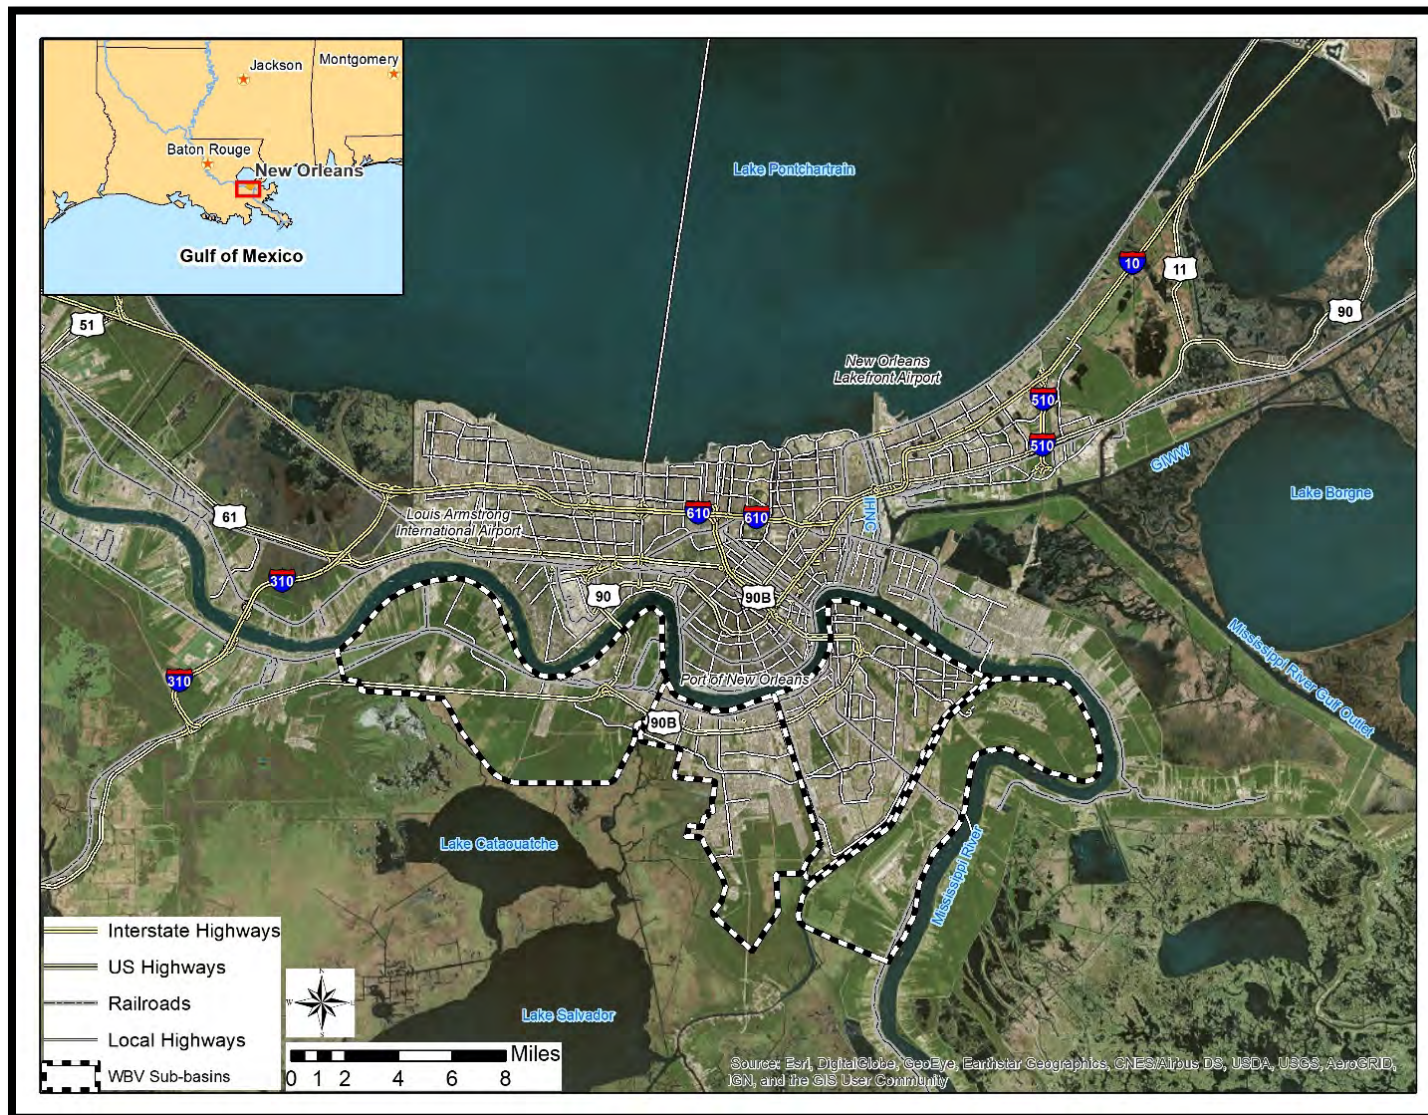 Jackson
Montgomery
Baton Rouge
New Orleans
Gulf of Mexico
Lake Pontchartrain
10
11
90
51
New Orleans
Lakefront Airport
510
510
GIWW
Lake Borgne
61
Louis Armstrong
International Airport
610
610
IHNC
310
90
90B
310
Port of New Orleans
90B
Mississippi River Gulf Outlet
Lake Cataouatche
Mississippi River
Lake Salvador
Interstate Highways
US Highways
Railroads
Local Highways
WBV Sub-basins
Miles
0 1 2 4 6 8
Source: Esri, DigitalGlobe, GeoEye, Earthstar Geographics, CNES/Airbus DS, USDA, USGS, AeroGRID,
IGN, and the GIS User Community